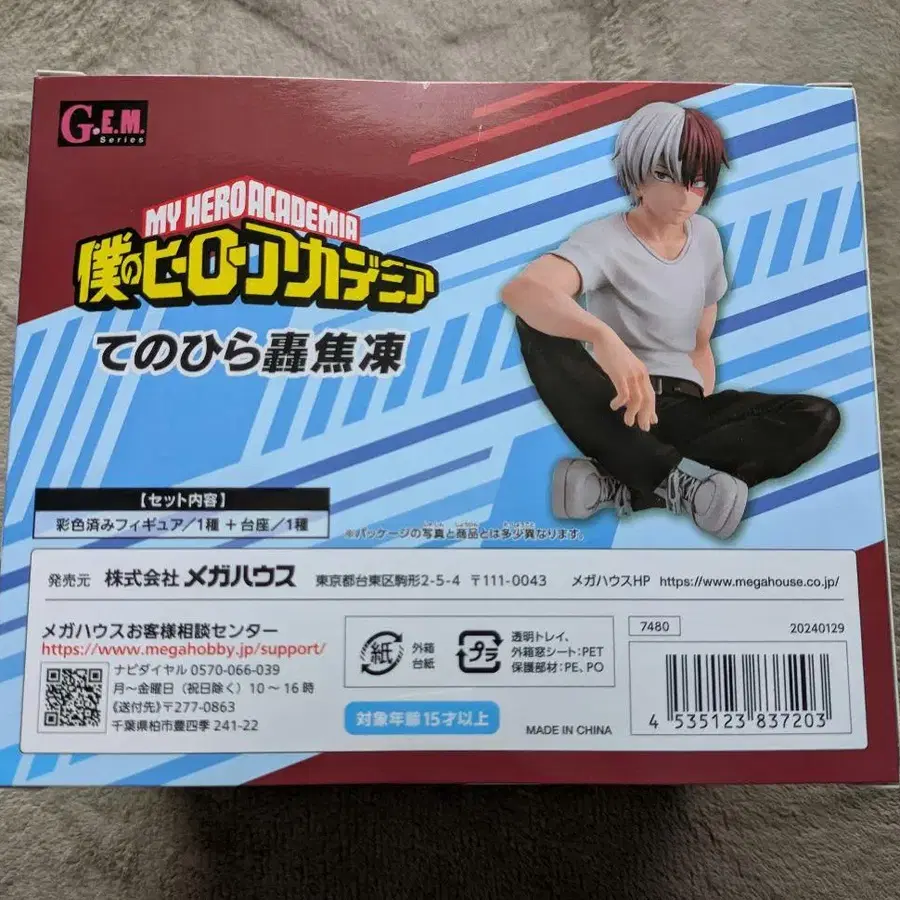 G.E.M.
Series
MY HERO ACADEMIA
僕のヒーローアカデミア
てのひら轟焦凍
【セット内容】
彩色済みフィギュア/1種 + 台座/1種
※パッケージの写真と商品とは多少異なります。
発売元 株式会社 メガハウス 東京都台東区駒形2-5-4 〒111-0043 メガハウスHP https://www.megahouse.co.jp/
メガハウスお客様相談センター
https://www.megahobby.jp/support/
ナビダイヤル 0570-066-039
月〜金曜日(祝日除く)10〜16時
《送付先》〒277-0863
千葉県柏市豊四季 241-22
紙
外箱
台紙
プラ
透明トレイ、
外箱窓シート:PET
保護部材:PE、PO
対象年齢15才以上
MADE IN CHINA
7480
20240129
4 535123 837203